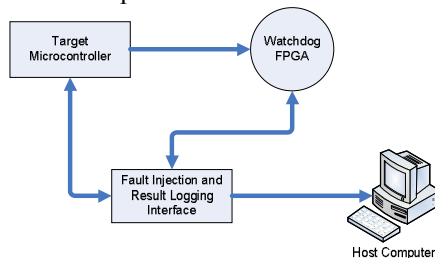 Target
Microcontroller
Watchdog
FPGA
Fault Injection and
Result Logging
Interface
Host Computer